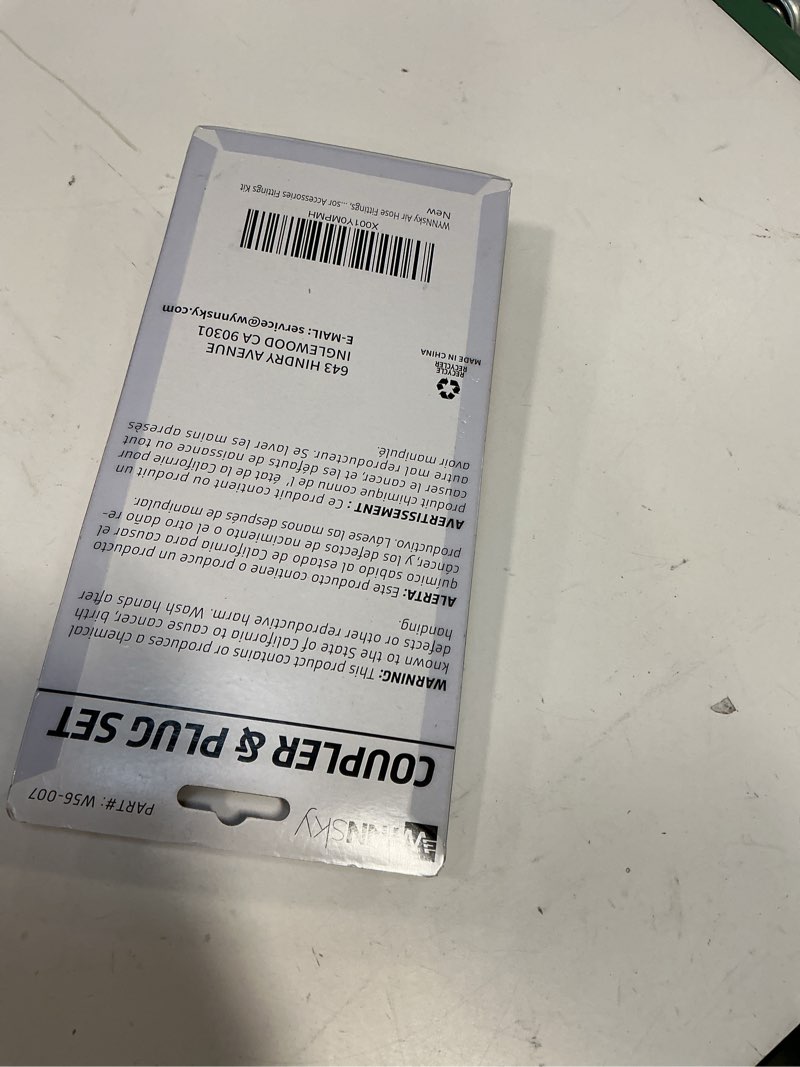 WYNNsky
PART#: W56-007
COUPLER & PLUG SET
WARNING: This product contains or produces a chemical
known to the State of California to cause cancer, birth
defects or other reproductive harm. Wash hands after
handing.
ALERTA: Este producto contiene o produce un producto
químico sabido al estado de California para causar el
cáncer, y los defectos de nacimiento o el otro daño re-
productivo. Lávese las manos después de manipular.
AVERTISSEMENT : Ce produit contient ou produit un
produit chimique connu de l' état de la Californie pour
causer le cancer, et les défauts de naissance ou tout
autre mal reproducteur. Se laver les mains apresés
avoir manipulé.
RECYCLE
RECYCLER
MADE IN CHINA
643 HINDRY AVENUE
INGLEWOOD CA 90301
E-MAIL: service@wynnsky.com
X001Y0MPMH
WYNNsky Air Hose Fittings, ...sor Accessories Fittings Kit
New